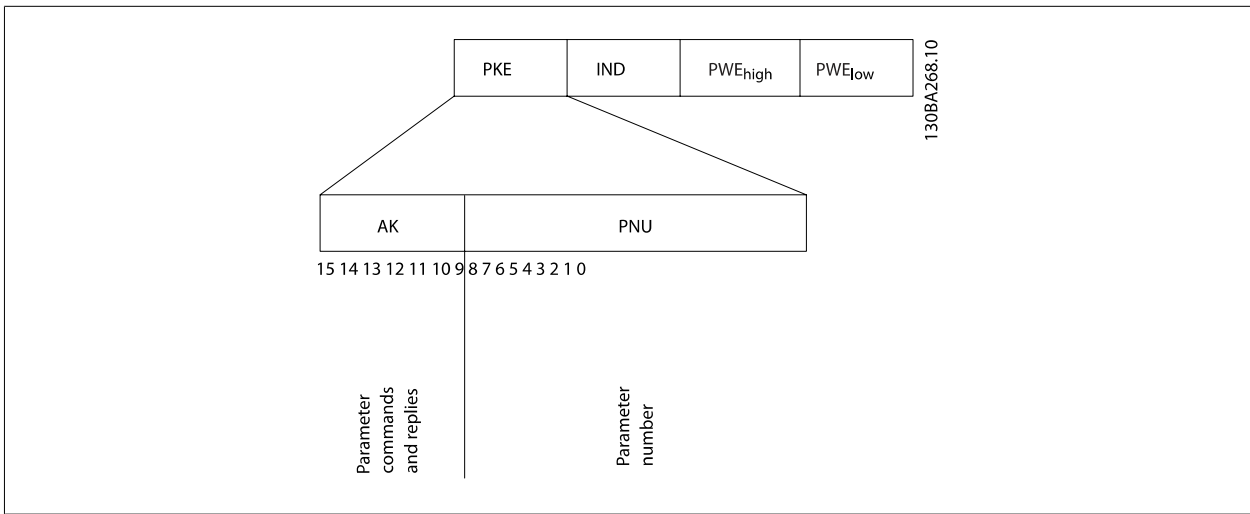 PKE IND PWEhigh PWElow
130BA268.10
AK PNU
15 14 13 12 11 10 9 8 7 6 5 4 3 2 1 0
Parameter
commands
and replies
Parameter
number